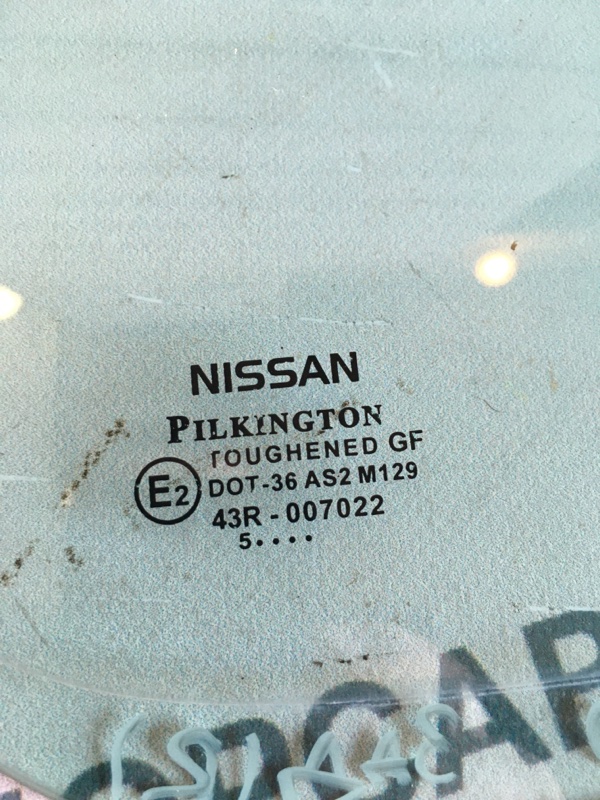 NISSAN
PILKINGTON
TOUGHENED GF
E2
DOT-36 AS2 M129
43R - 007022
5••••